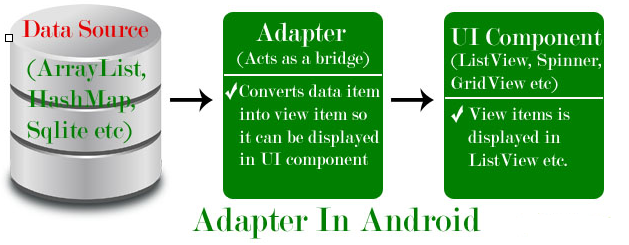 Data Source
(ArrayList,
HashMap,
Sqlite etc)
Adapter
(Acts as a bridge)
✓Converts data item
into view item so
it can be displayed
in UI component
UI Component
(ListView, Spinner,
GridView etc)
✓ View items is
displayed in
ListView etc.
Adapter In Android